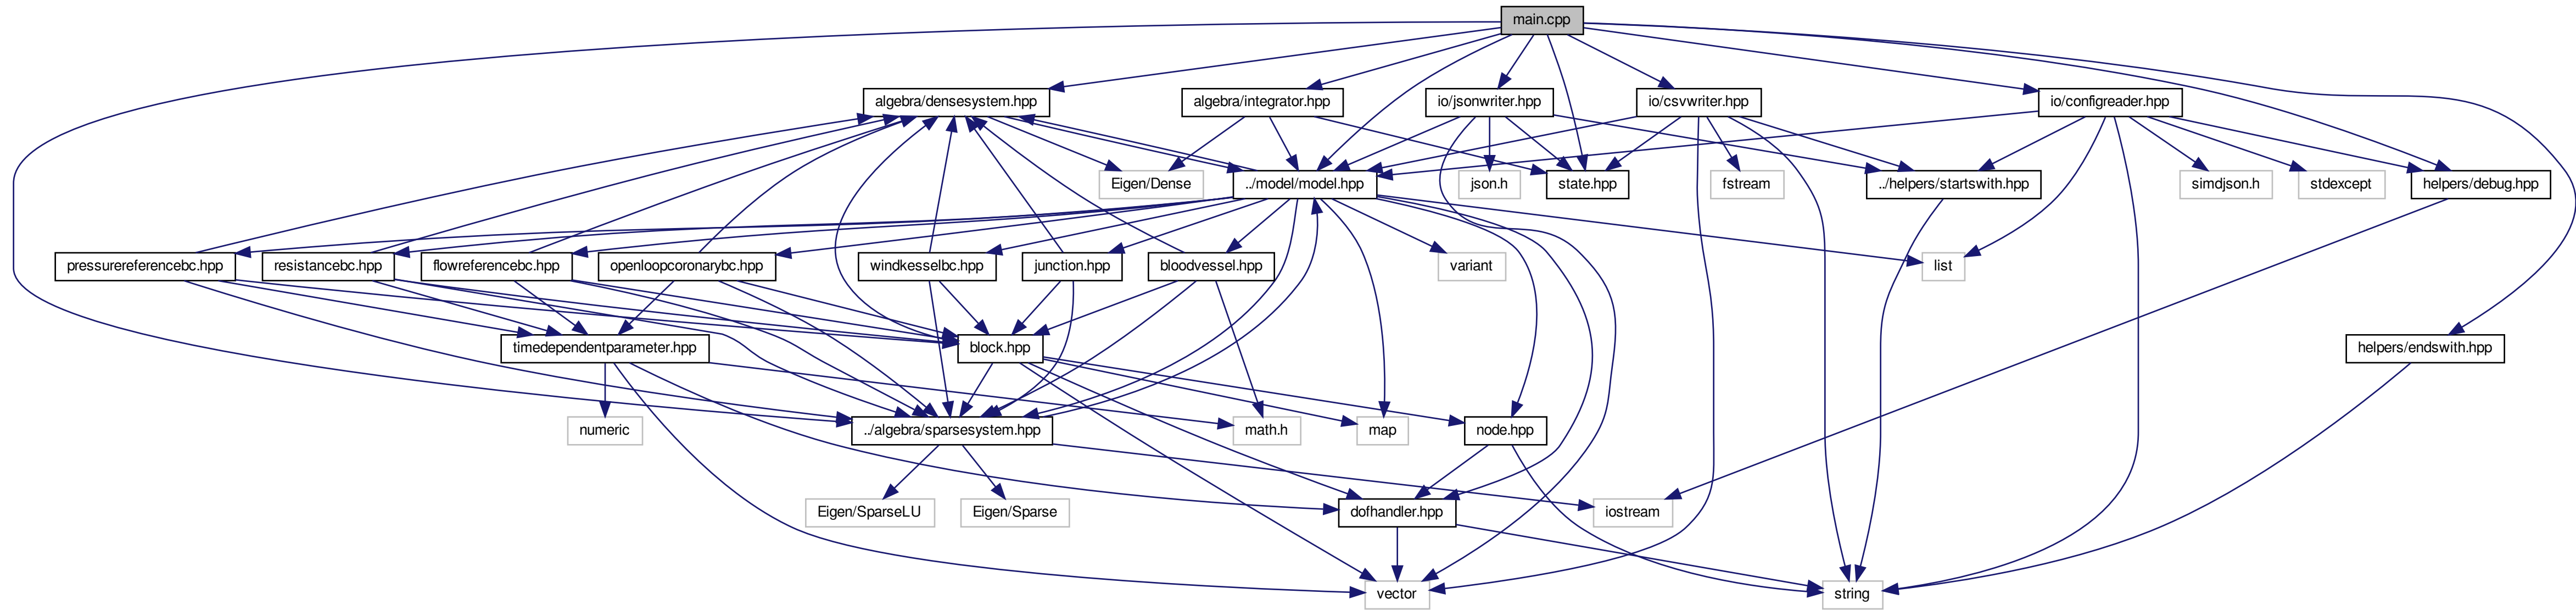 main.cpp
algebra/densesystem.hpp
algebra/integrator.hpp
io/jsonwriter.hpp
io/csvwriter.hpp
io/configreader.hpp
Eigen/Dense
../model/model.hpp
json.h
state.hpp
fstream
../helpers/startswith.hpp
simdjson.h
stdexcept
helpers/debug.hpp
pressurereferencebc.hpp
resistancebc.hpp
flowreferencebc.hpp
openloopcoronarybc.hpp
windkesselbc.hpp
junction.hpp
bloodvessel.hpp
variant
list
timedependentparameter.hpp
block.hpp
helpers/endswith.hpp
numeric
../algebra/sparsesystem.hpp
math.h
map
node.hpp
Eigen/SparseLU
Eigen/Sparse
dofhandler.hpp
iostream
vector
string